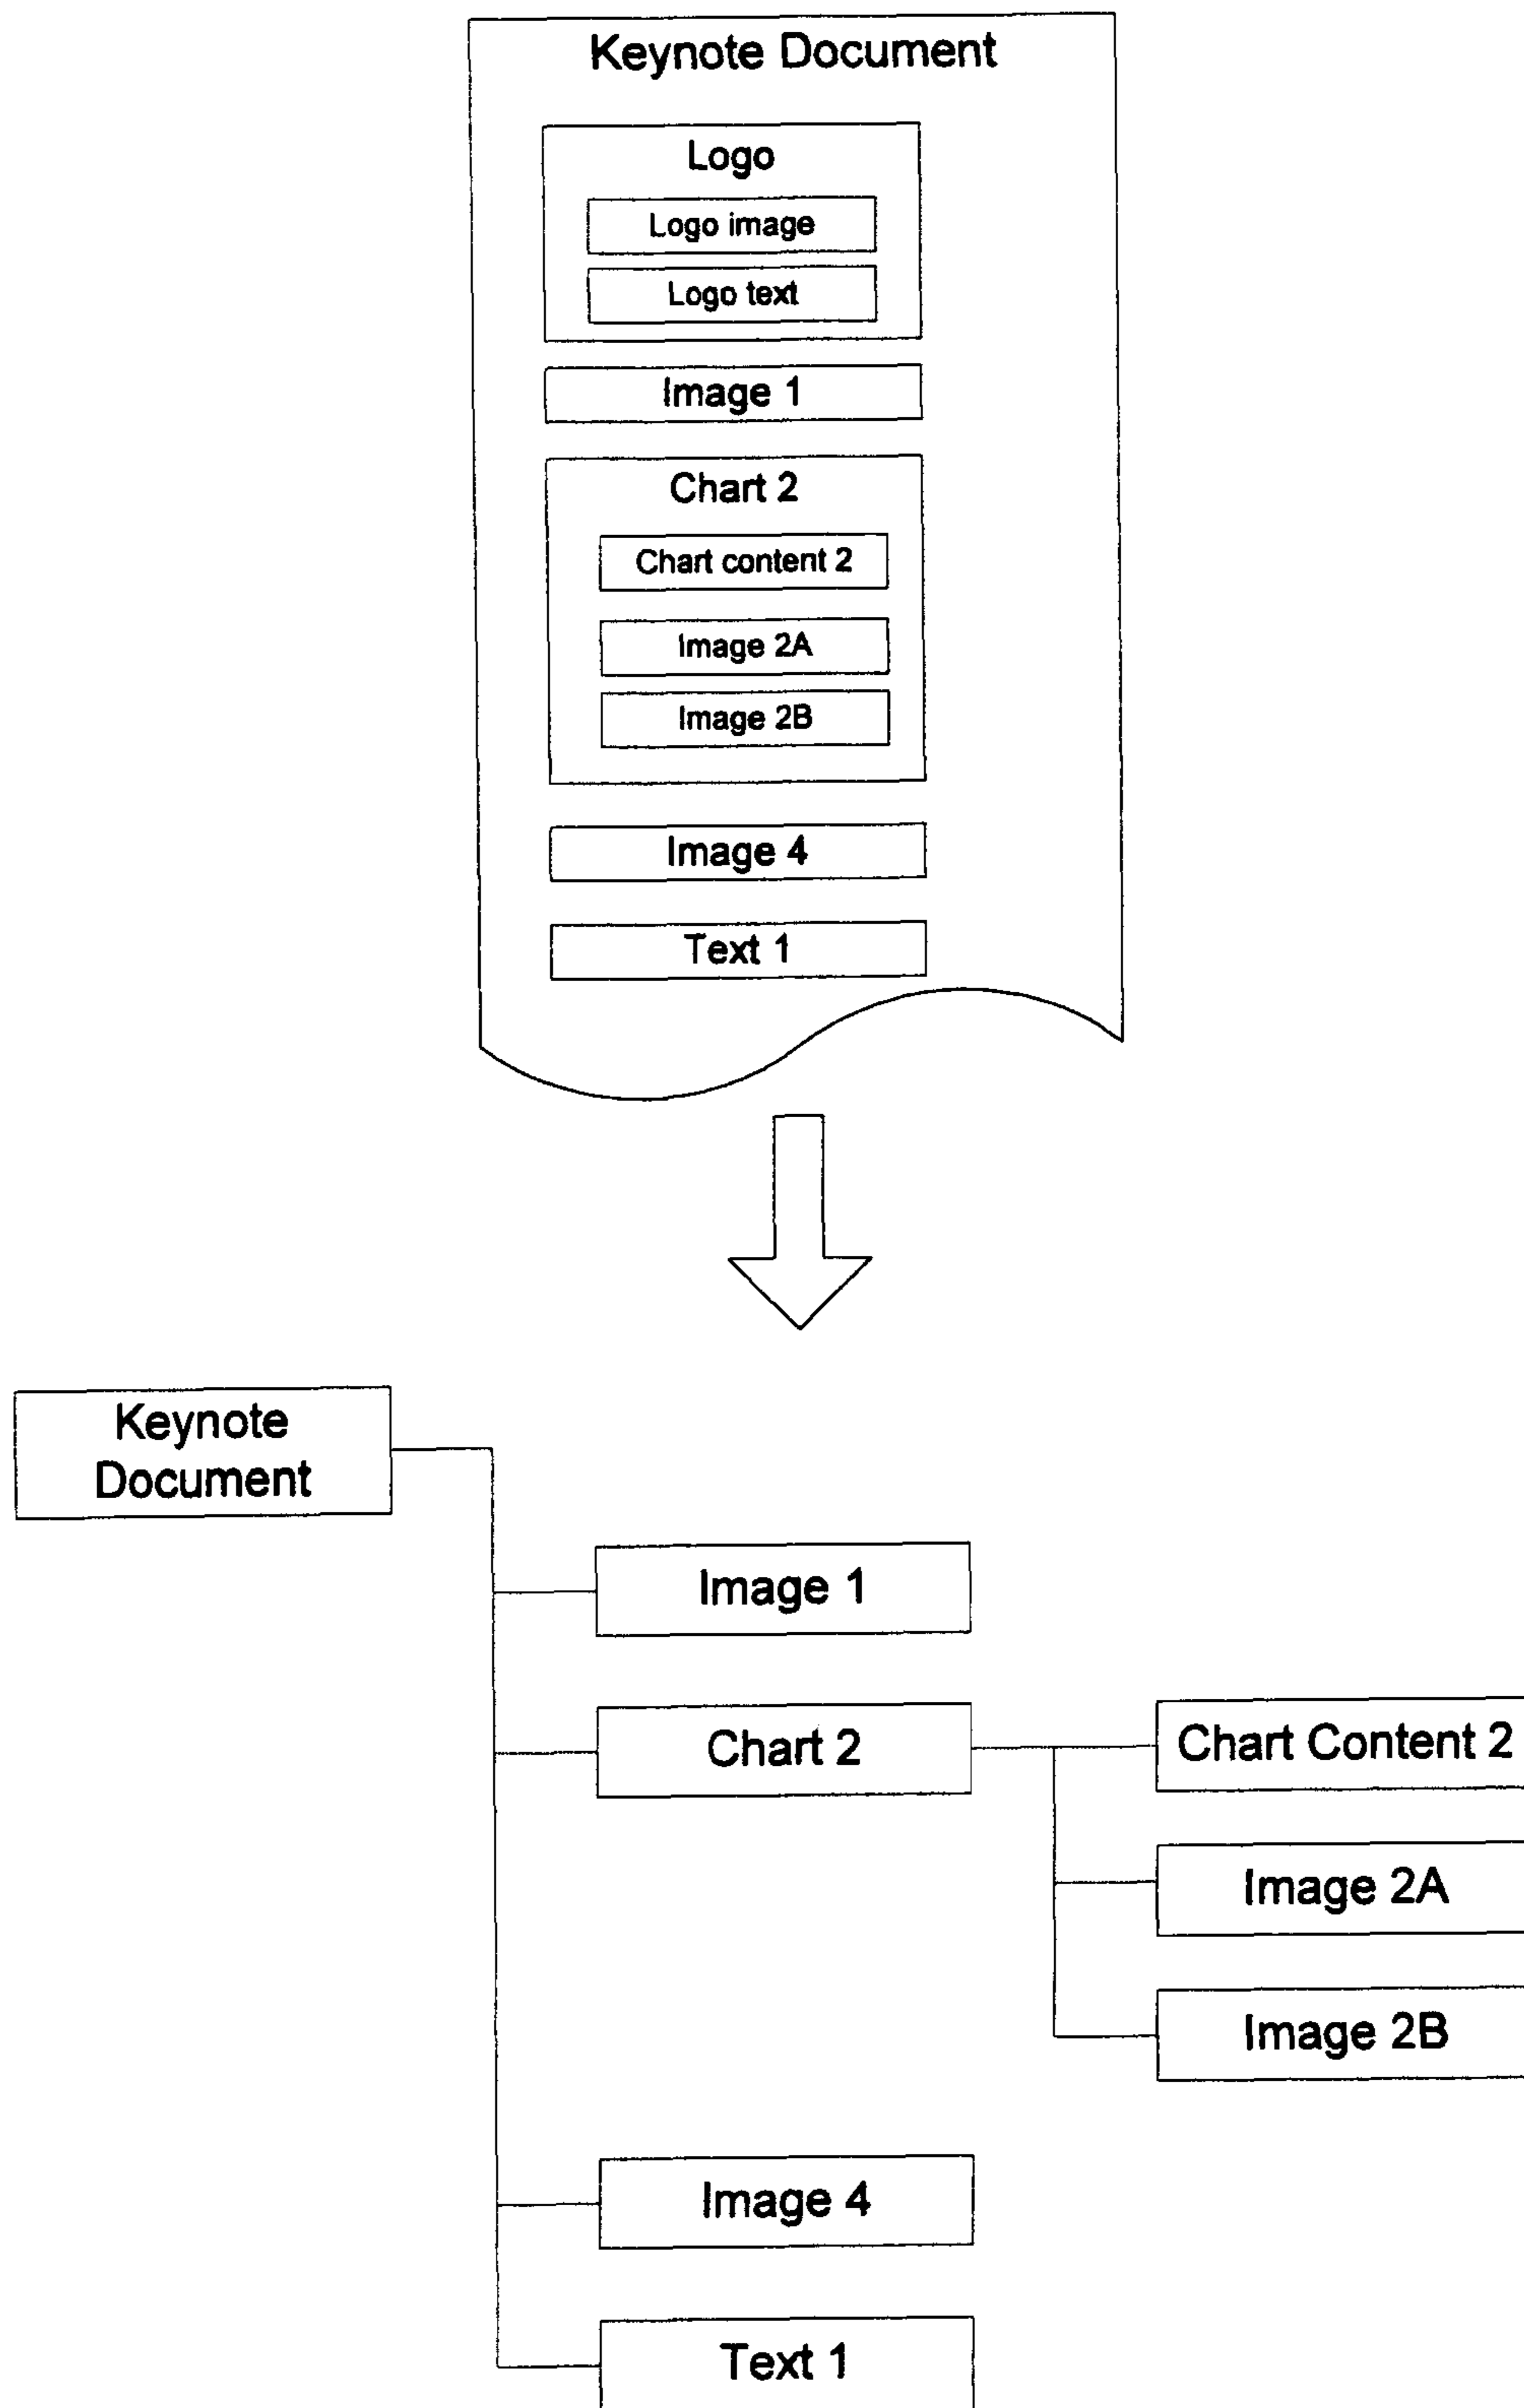 Keynote Document
Logo
Logo image
Logo text
Image 1
Chart 2
Chart content 2
Image 2A
Image 2B
Image 4
Text 1
Keynote
Document
Image 1
Chart 2
Chart Content 2
Image 2A
Image 2B
Image 4
Text 1